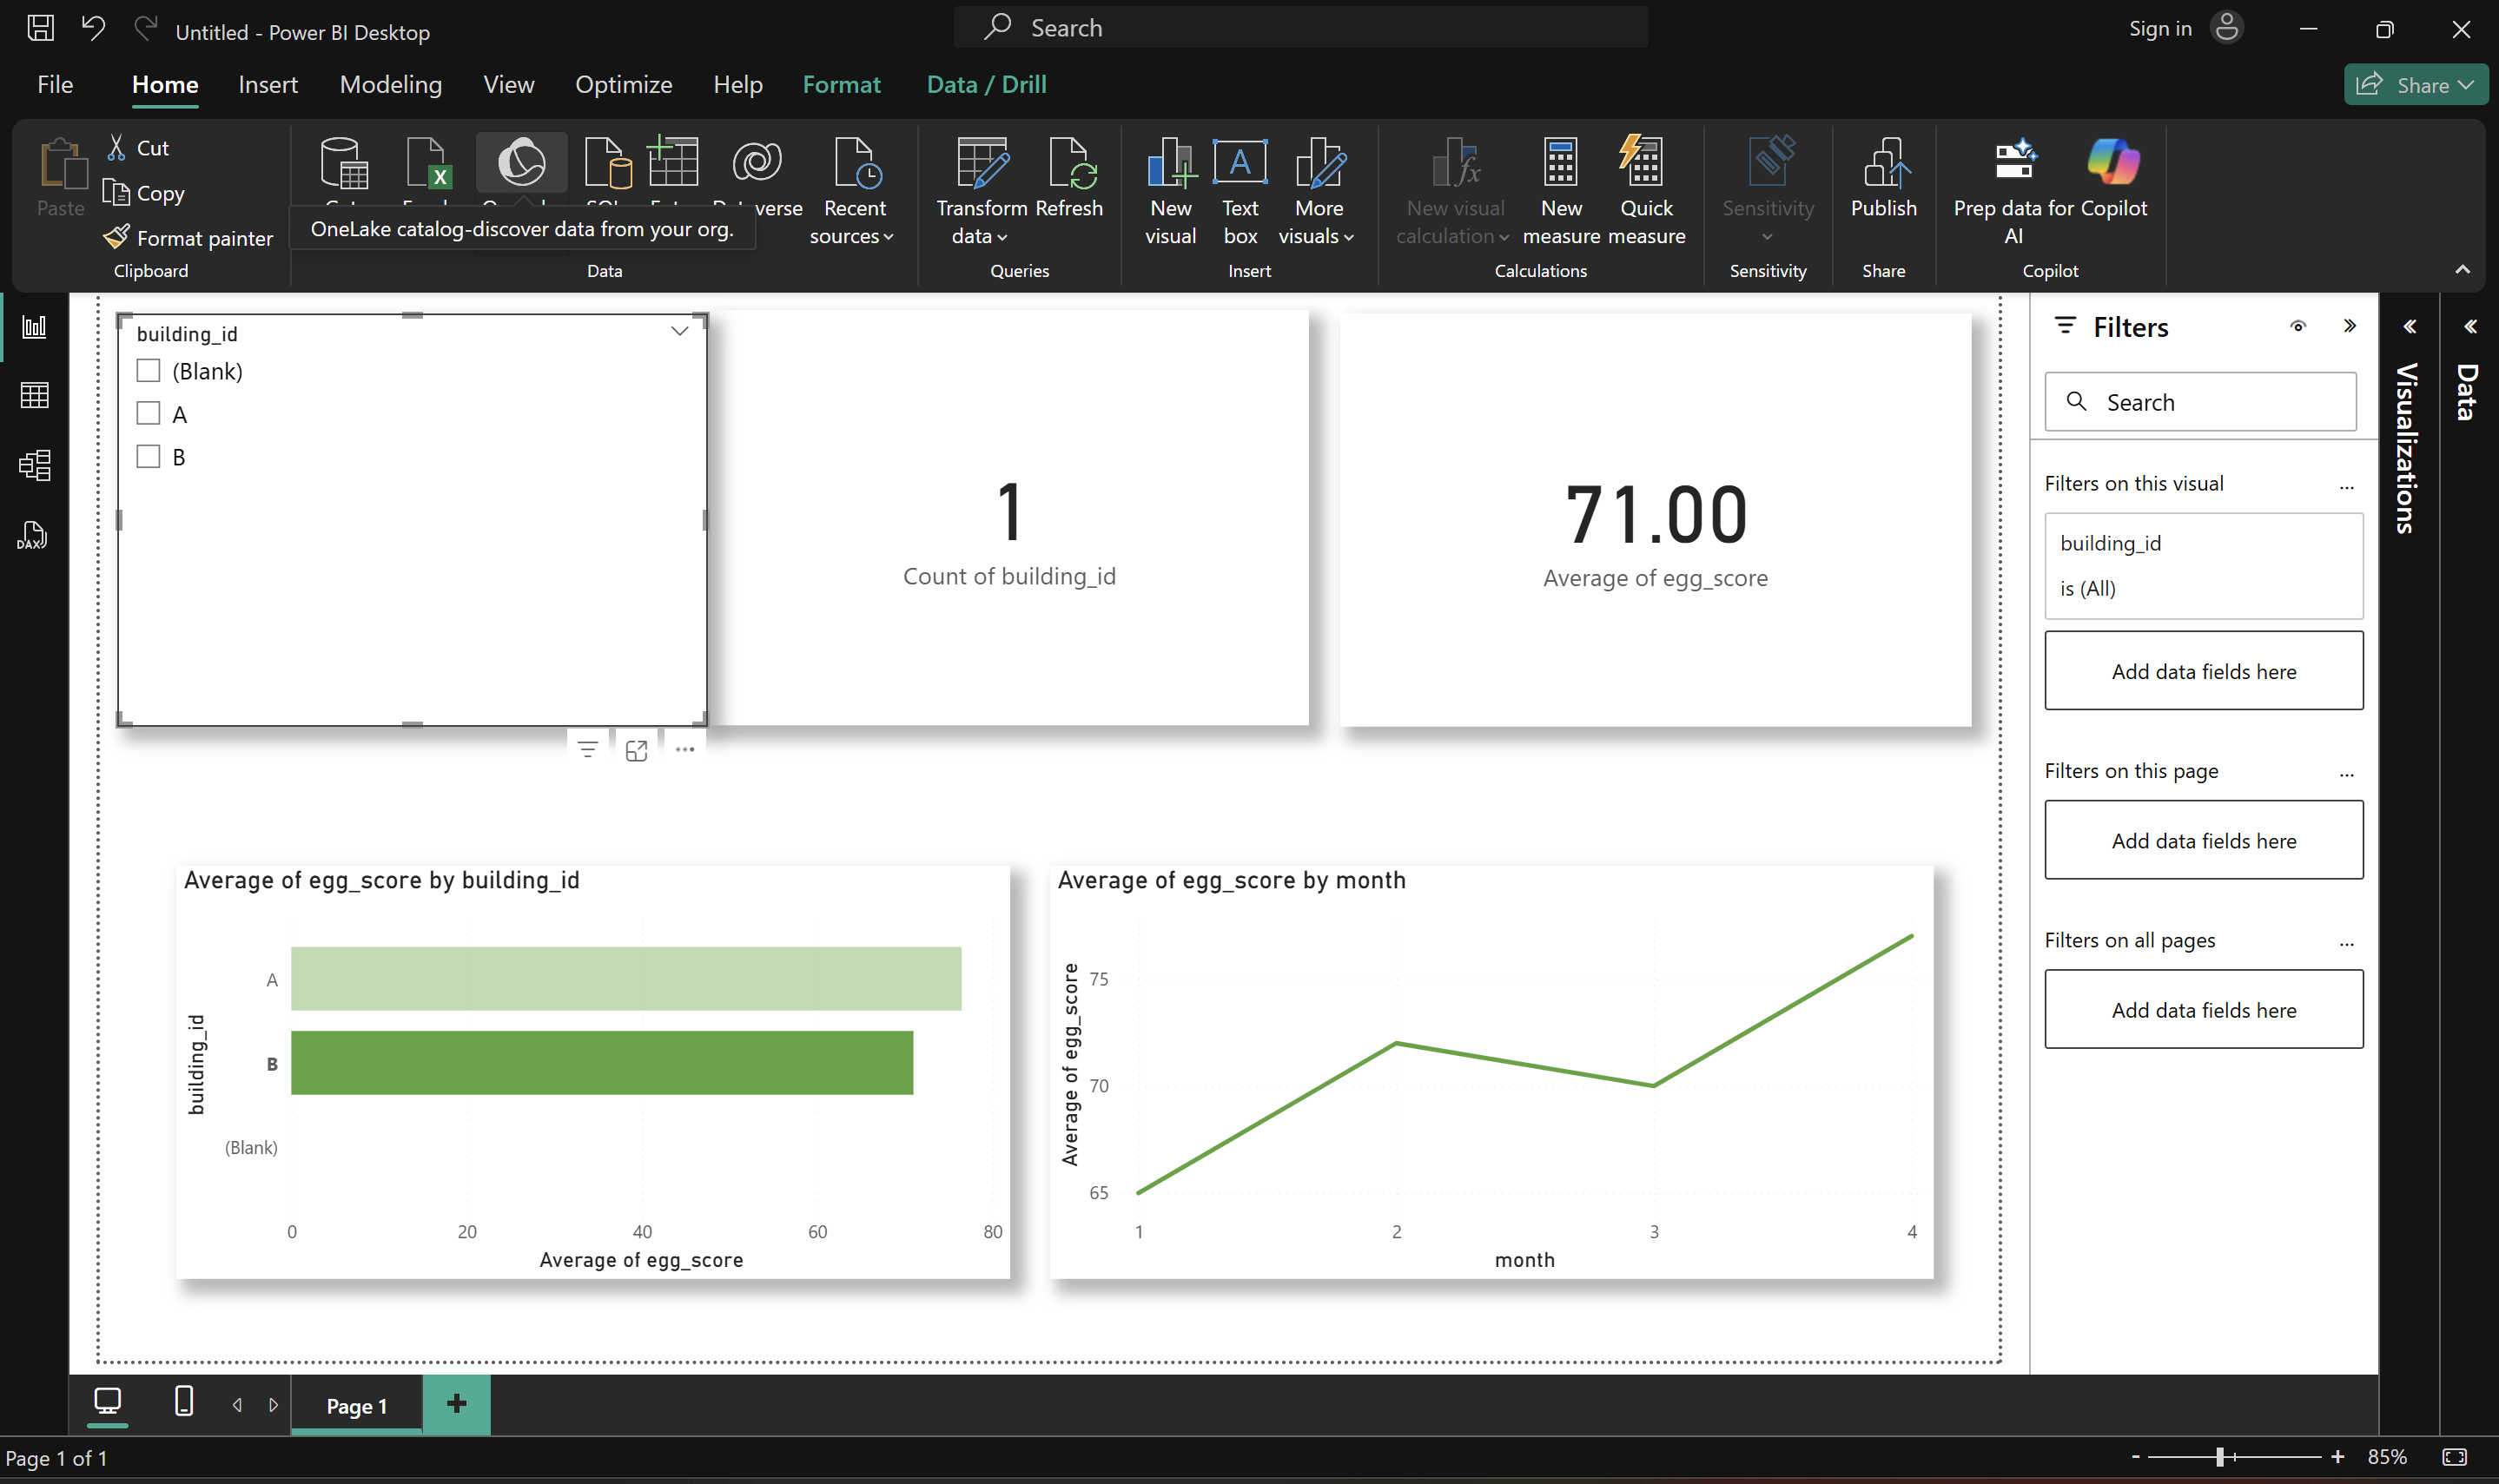 Untitled - Power BI Desktop
Search
Sign in
File
Home
Insert
Modeling
View
Optimize
Help
Format
Data / Drill
Share
Paste
Cut
Copy
Format painter
Clipboard
OneLake catalog-discover data from your org.
verse
Recent
sources
Data
Transform
data
Refresh
Queries
New
visual
Text
box
More
visuals
Insert
New visual
calculation
New
measure
Quick
measure
Calculations
Sensitivity
Sensitivity
Publish
Share
Prep data for
AI
Copilot
Copilot
DAX
building_id
(Blank)
A
B
1
Count of building_id
71.00
Average of egg_score
Average of egg_score by building_id
building_id
A
B
(Blank)
0
20
40
60
80
Average of egg_score
Average of egg_score by month
Average of egg_score
75
70
65
1
2
3
4
month
Filters
Search
Filters on this visual
...
building_id
is (All)
Add data fields here
Filters on this page
...
Add data fields here
Filters on all pages
...
Add data fields here
Visualizations
Data
Page 1
Page 1 of 1
85%